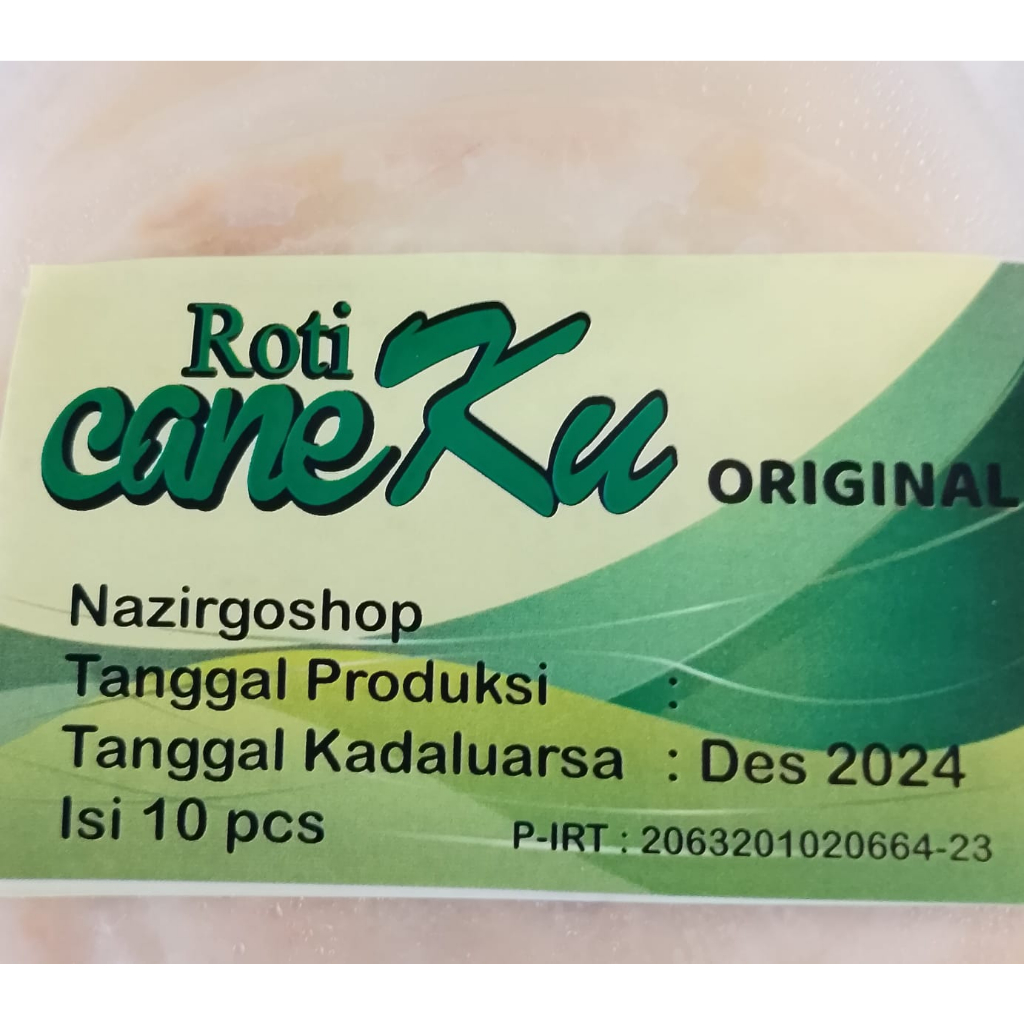 Roti
caneKu ORIGINAL
Nazirgoshop
Tanggal Produksi :
Tanggal Kadaluarsa : Des 2024
Isi 10 pcs
P-IRT : 2063201020664-23